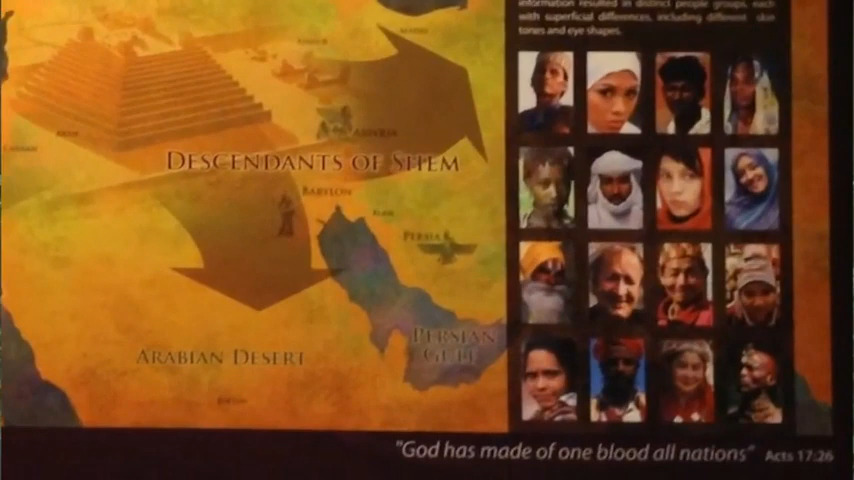 information resulted in distinct people groups, each
with superficial differences, including different skin
tones and eye shapes.
DESCENDANTS OF SHEM
BABYLON
ELAM
PERSIA
PERSIAN
GULF
ARABIAN DESERT
"God has made of one blood all nations" Acts 17:26